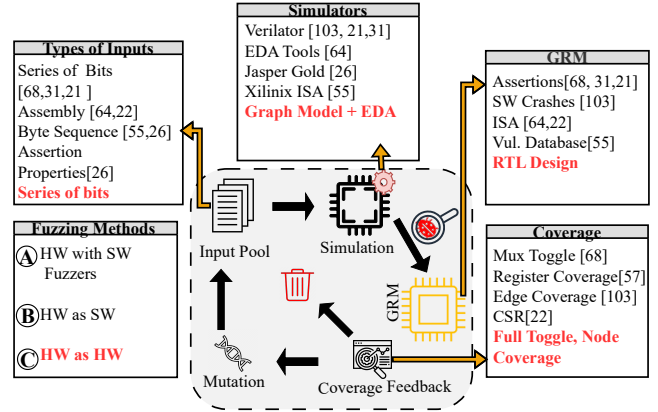 Types of Inputs
Series of Bits
[68,31,21 ]
Assembly [64,22]
Byte Sequence [55,26]
Assertion
Properties[26]
Series of bits
Simulators
Verilator [103, 21,31]
EDA Tools [64]
Jasper Gold [26]
Xilinix ISA [55]
Graph Model + EDA
GRM
Assertions[68, 31,21]
SW Crashes [103]
ISA [64,22]
Vul. Database[55]
RTL Design
Fuzzing Methods
A HW with SW
Fuzzers
B HW as SW
C HW as HW
Input Pool
Simulation
GRM
Mutation
Coverage Feedback
Coverage
Mux Toggle [68]
Register Coverage[57]
Edge Coverage [103]
CSR[22]
Full Toggle, Node
Coverage